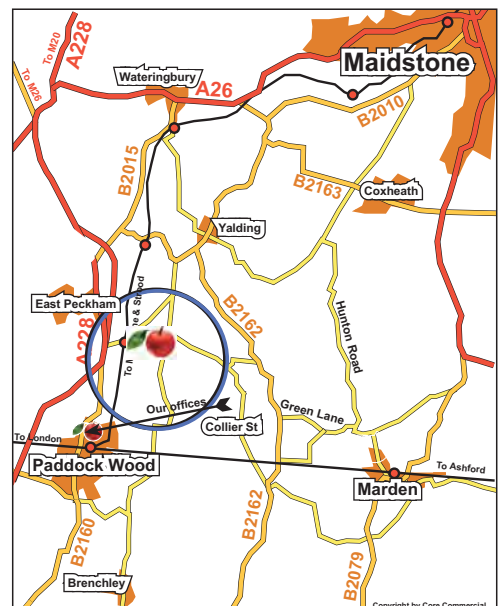 To M20
A228
To M26
Wateringbury
A26
Maidstone
B2010
B2015
B2163
Coxheath
Yalding
East Peckham
A228
& Strood
B2162
Hunton Road
Our offices
Green Lane
Collier St
To London
Paddock Wood
To Ashford
Marden
B2162
B2160
B2079
Brenchley
Copyright by Core Commercial